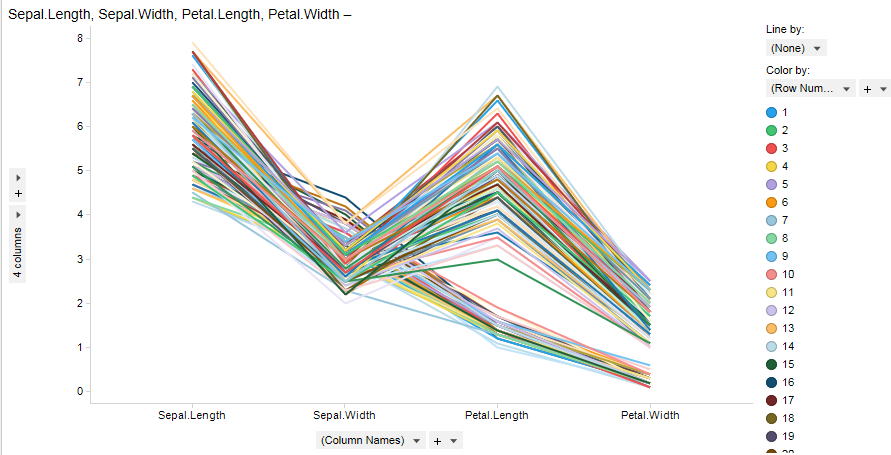 Sepal.Length, Sepal.Width, Petal.Length, Petal.Width –
8
7
6
5
4
3
2
1
0
+
4 columns
Sepal.Length
Sepal.Width
Petal.Length
Petal.Width
(Column Names)
+
Line by:
(None)
Color by:
(Row Num...
+
1
2
3
4
5
6
7
8
9
10
11
12
13
14
15
16
17
18
19